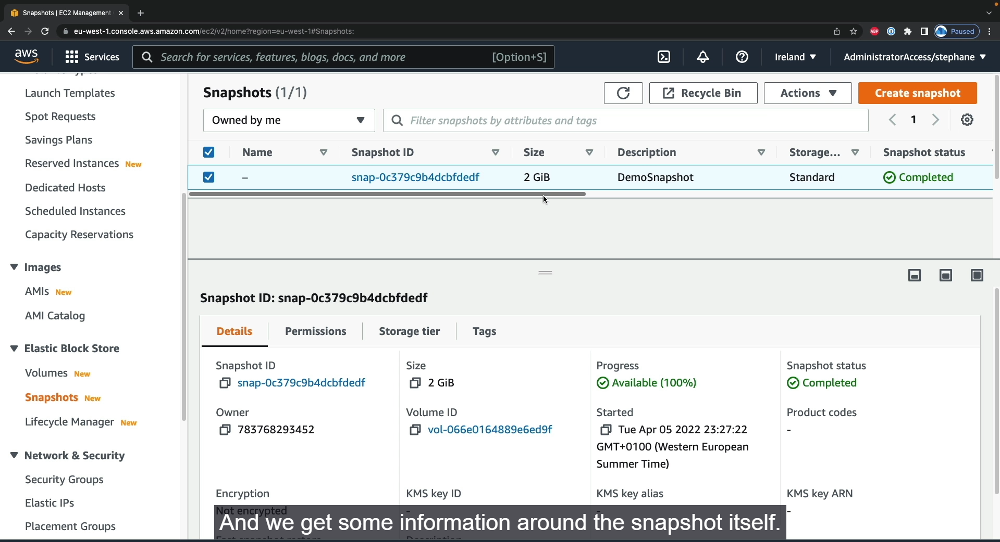 Snapshots | EC2 Management
eu-west-1.console.aws.amazon.com/ec2/v2/home?region=eu-west-1#Snapshots:
ABP
Paused
aws
Services
Search for services, features, blogs, docs, and more
[Option+S]
Ireland
AdministratorAccess/stephane
Launch Templates
Spot Requests
Savings Plans
Reserved Instances New
Dedicated Hosts
Scheduled Instances
Capacity Reservations
Images
AMIs New
AMI Catalog
Elastic Block Store
Volumes New
Snapshots New
Lifecycle Manager New
Network & Security
Security Groups
Elastic IPs
Placement Groups
Snapshots (1/1)
Recycle Bin
Actions
Create snapshot
Owned by me
Filter snapshots by attributes and tags
1
Name
Snapshot ID
Size
Description
Storage...
Snapshot status
–
snap-0c379c9b4dcbfdedf
2 GiB
DemoSnapshot
Standard
Completed
Snapshot ID: snap-0c379c9b4dcbfdedf
Details
Permissions
Storage tier
Tags
Snapshot ID
snap-0c379c9b4dcbfdedf
Size
2 GiB
Progress
Available (100%)
Snapshot status
Completed
Owner
783768293452
Volume ID
vol-066e0164889e6ed9f
Started
Tue Apr 05 2022 23:27:22
GMT+0100 (Western European
Summer Time)
Product codes
-
Encryption
Not encrypted
KMS key ID
-
KMS key alias
-
KMS key ARN
-
And we get some information around the snapshot itself.